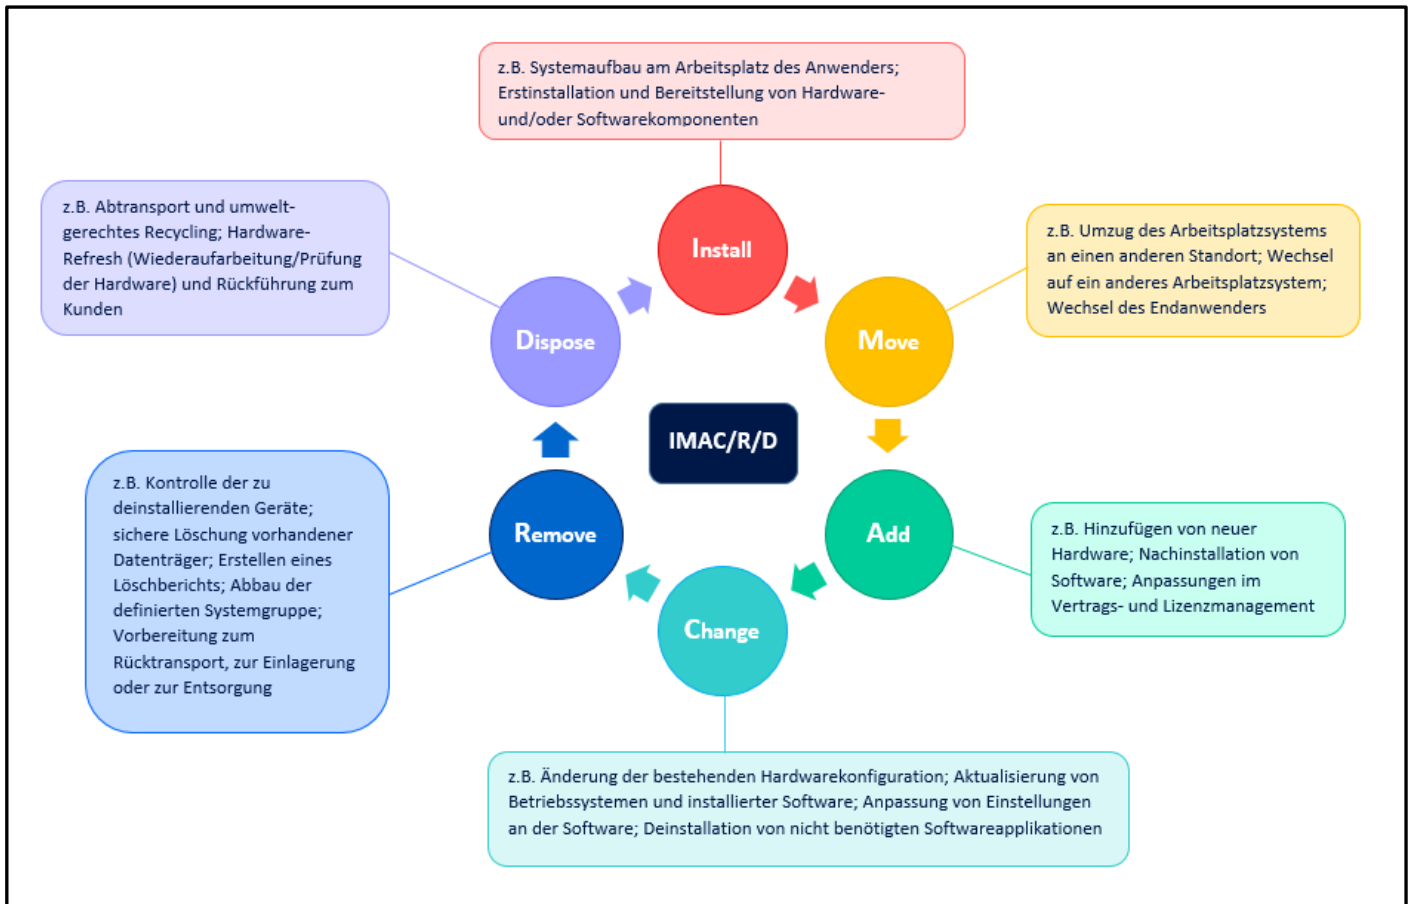 z.B. Systemaufbau am Arbeitsplatz des Anwenders;
Erstinstallation und Bereitstellung von Hardware-
und/oder Softwarekomponenten
Install
z.B. Umzug des Arbeitsplatzsystems
an einen anderen Standort; Wechsel
auf ein anderes Arbeitsplatzsystem;
Wechsel des Endanwenders
Move
z.B. Hinzufügen von neuer
Hardware; Nachinstallation von
Software; Anpassungen im
Vertrags- und Lizenzmanagement
Add
z.B. Änderung der bestehenden Hardwarekonfiguration; Aktualisierung von
Betriebssystemen und installierter Software; Anpassung von Einstellungen
an der Software; Deinstallation von nicht benötigten Softwareapplikationen
Change
z.B. Kontrolle der zu
deinstallierenden Geräte;
sichere Löschung vorhandener
Datenträger; Erstellen eines
Löschberichts; Abbau der
definierten Systemgruppe;
Vorbereitung zum
Rücktransport, zur Einlagerung
oder zur Entsorgung
Remove
z.B. Abtransport und umwelt-
gerechtes Recycling; Hardware-
Refresh (Wiederaufarbeitung/Prüfung
der Hardware) und Rückführung zum
Kunden
Dispose
IMAC/R/D